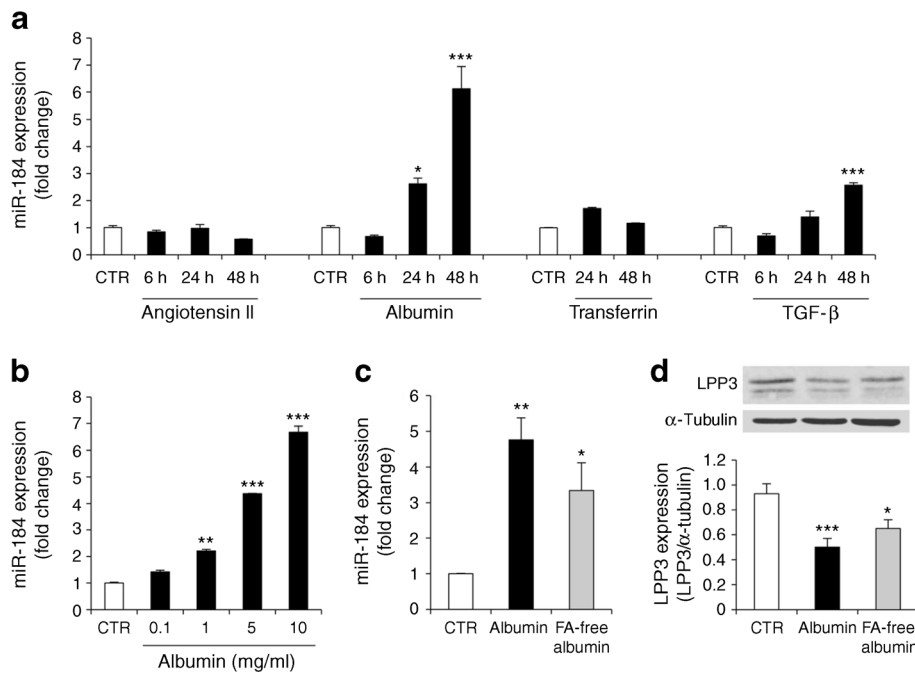 a
miR-184 expression
(fold change)
8
7
6
5
4
3
2
1
0
* *** ***
CTR 6 h 24 h 48 h CTR 6 h 24 h 48 h CTR 24 h 48 h CTR 6 h 24 h 48 h
Angiotensin II Albumin Transferrin TGF-β
b
miR-184 expression
(fold change)
8
7
6
5
4
3
2
1
0
** *** ***
CTR 0.1 1 5 10
Albumin (mg/ml)
c
miR-184 expression
(fold change)
6
5
4
3
2
1
0
** *
CTR Albumin FA-free
albumin
d
LPP3
α-Tubulin
LPP3 expression
(LPP3/α-tubulin)
1.2
1.0
0.8
0.6
0.4
0.2
0
*** *
CTR Albumin FA-free
albumin